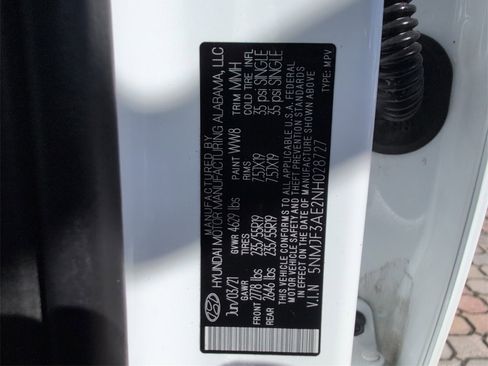 MANUFACTURED BY
HYUNDAI MOTOR MANUFACTURING ALABAMA, LLC
Jun/03/21 GVWR 4629 lbs PAINT WW8 TRIM MMH
GAWR TIRES RIMS COLD TIRE INFL
FRONT 2778 lbs 235/55R19 7.5JX19 35 psi SINGLE
REAR 2646 lbs 235/55R19 7.5JX19 35 psi SINGLE
THIS VEHICLE CONFORMS TO ALL APPLICABLE U.S.A. FEDERAL
MOTOR VEHICLE SAFETY AND THEFT PREVENTION STANDARDS
IN EFFECT ON THE DATE OF MANUFACTURE SHOWN ABOVE.
V.I.N 5NMJF3AE2NH028727 TYPE: MPV